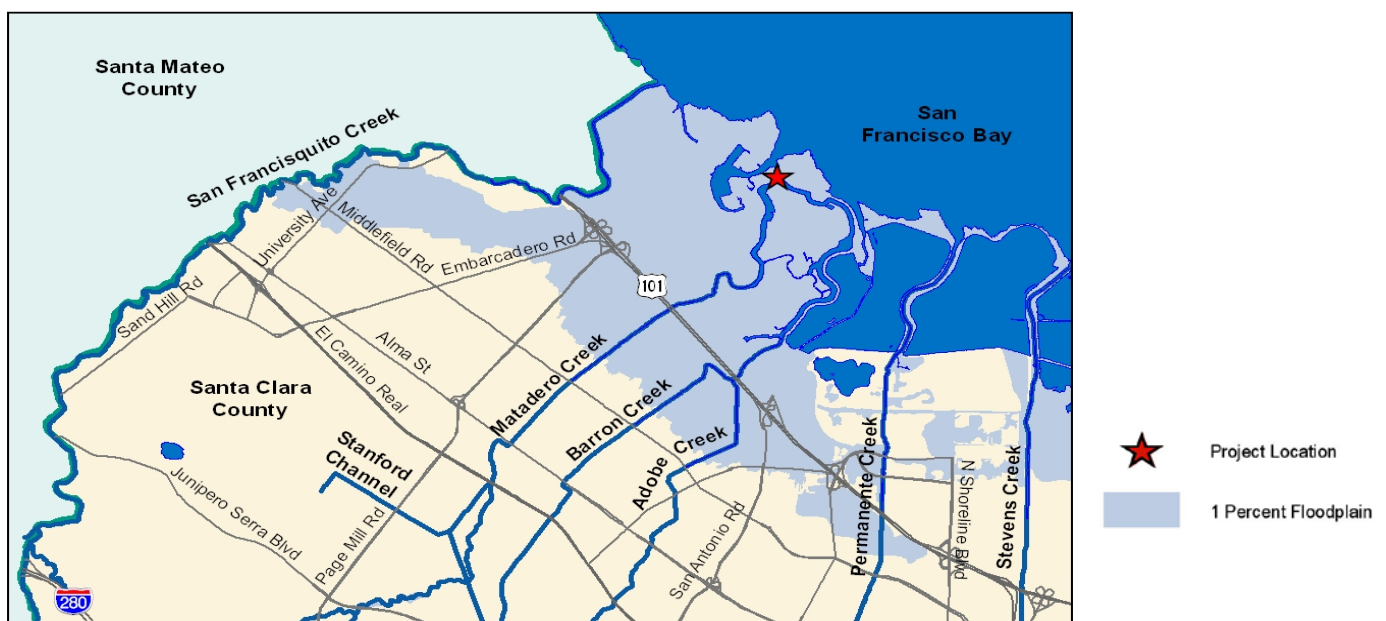 Santa Mateo
County
San Francisquito Creek
San
Francisco Bay
University Ave
Middlefield Rd
Embarcadero Rd
101
Sand Hill Rd
Alma St
El Camino Real
Santa Clara
County
Matadero Creek
Barron Creek
Adobe Creek
Stanford
Channel
Junipero Serra Blvd
Page Mill Rd
San Antonio Rd
Permanente Creek
N Shoreline Blvd
Stevens Creek
280
Project Location
1 Percent Floodplain